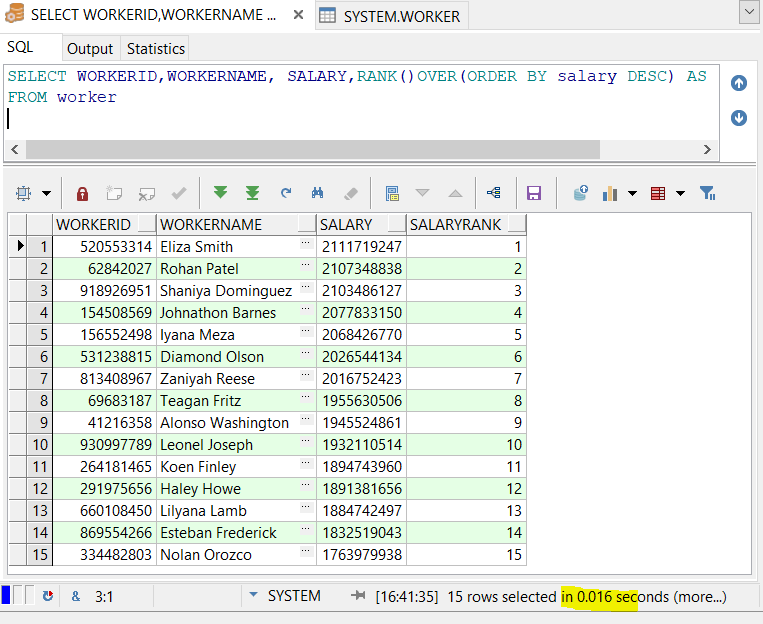 SELECT WORKERID,WORKERNAME ...
SYSTEM.WORKER
SQL Output Statistics
SELECT WORKERID,WORKERNAME, SALARY,RANK()OVER(ORDER BY salary DESC) AS
FROM worker
WORKERID WORKERNAME SALARY SALARYRANK
1 520553314 Eliza Smith ... 2111719247 1
2 62842027 Rohan Patel ... 2107348838 2
3 918926951 Shaniya Dominguez ... 2103486127 3
4 154508569 Johnathon Barnes ... 2077833150 4
5 156552498 Iyana Meza ... 2068426770 5
6 531238815 Diamond Olson ... 2026544134 6
7 813408967 Zaniyah Reese ... 2016752423 7
8 69683187 Teagan Fritz ... 1955630506 8
9 41216358 Alonso Washington ... 1945524861 9
10 930997789 Leonel Joseph ... 1932110514 10
11 264181465 Koen Finley ... 1894743960 11
12 291975656 Haley Howe ... 1891381656 12
13 660108450 Lilyana Lamb ... 1884742497 13
14 869554266 Esteban Frederick ... 1832519043 14
15 334482803 Nolan Orozco ... 1763979938 15
& 3:1 SYSTEM [16:41:35] 15 rows selected in 0.016 seconds (more...)